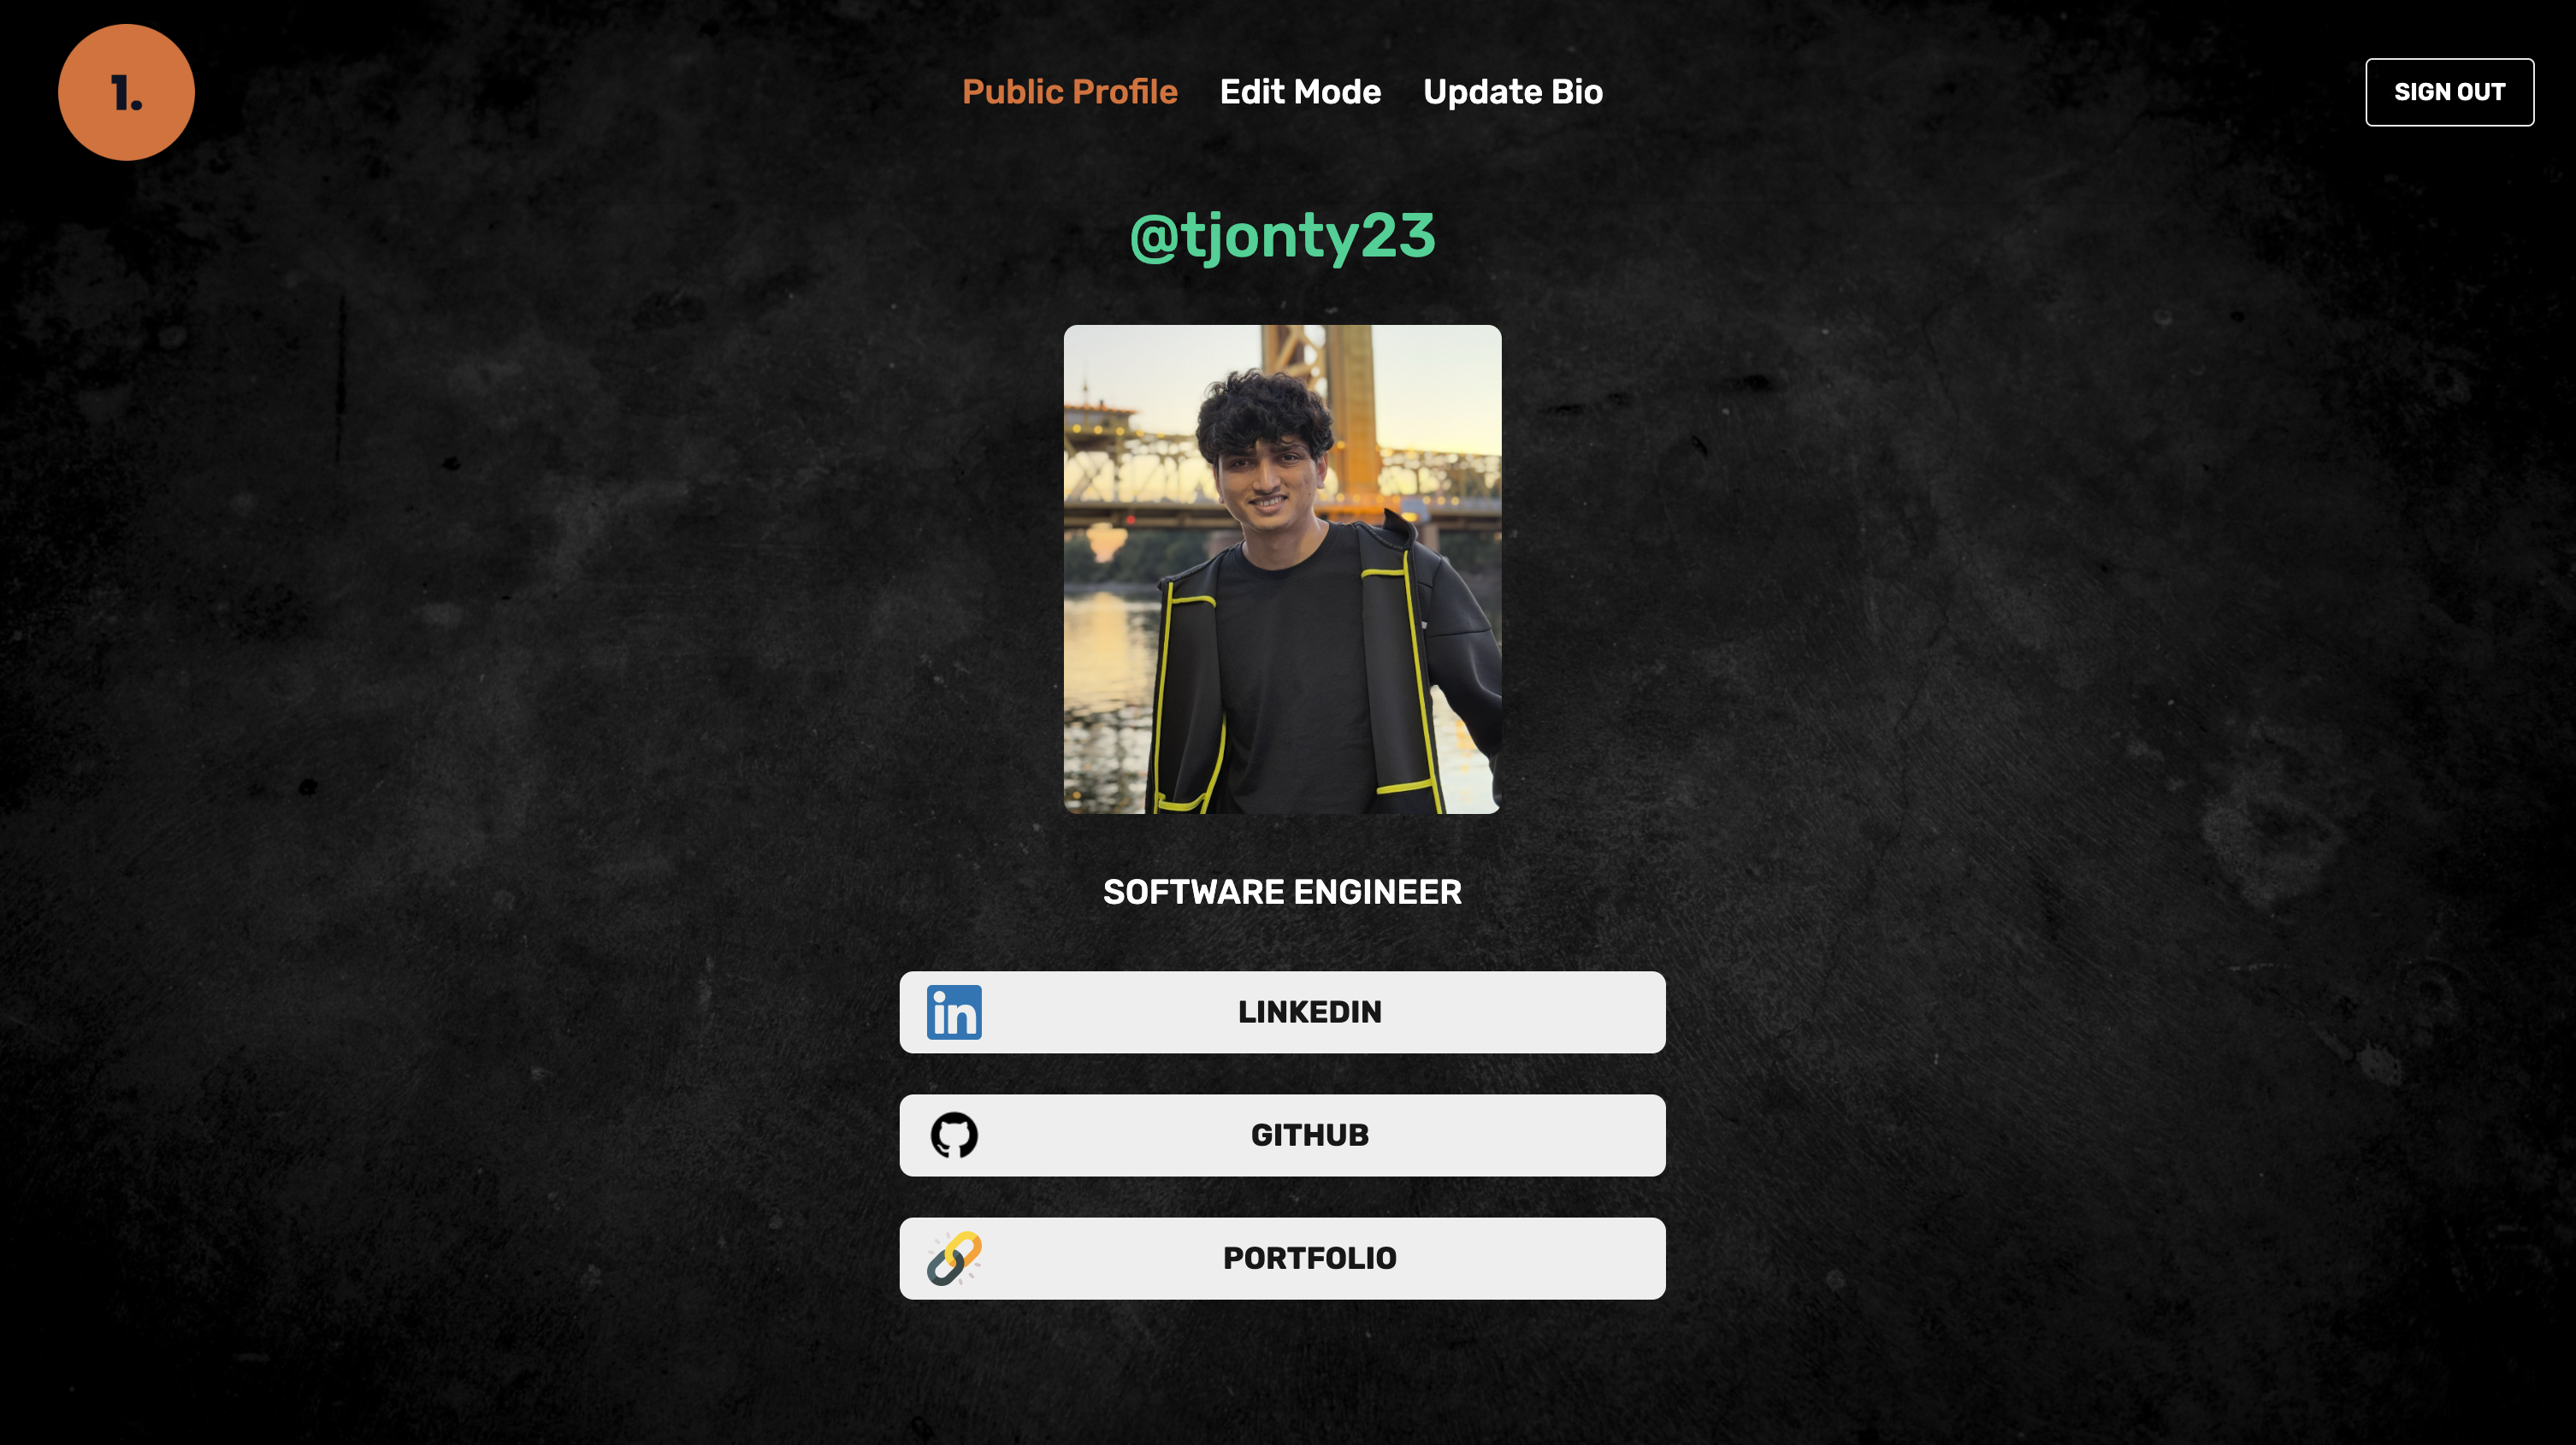 1.
Public Profile Edit Mode Update Bio
SIGN OUT
@tjonty23
SOFTWARE ENGINEER
in LINKEDIN
GITHUB
PORTFOLIO